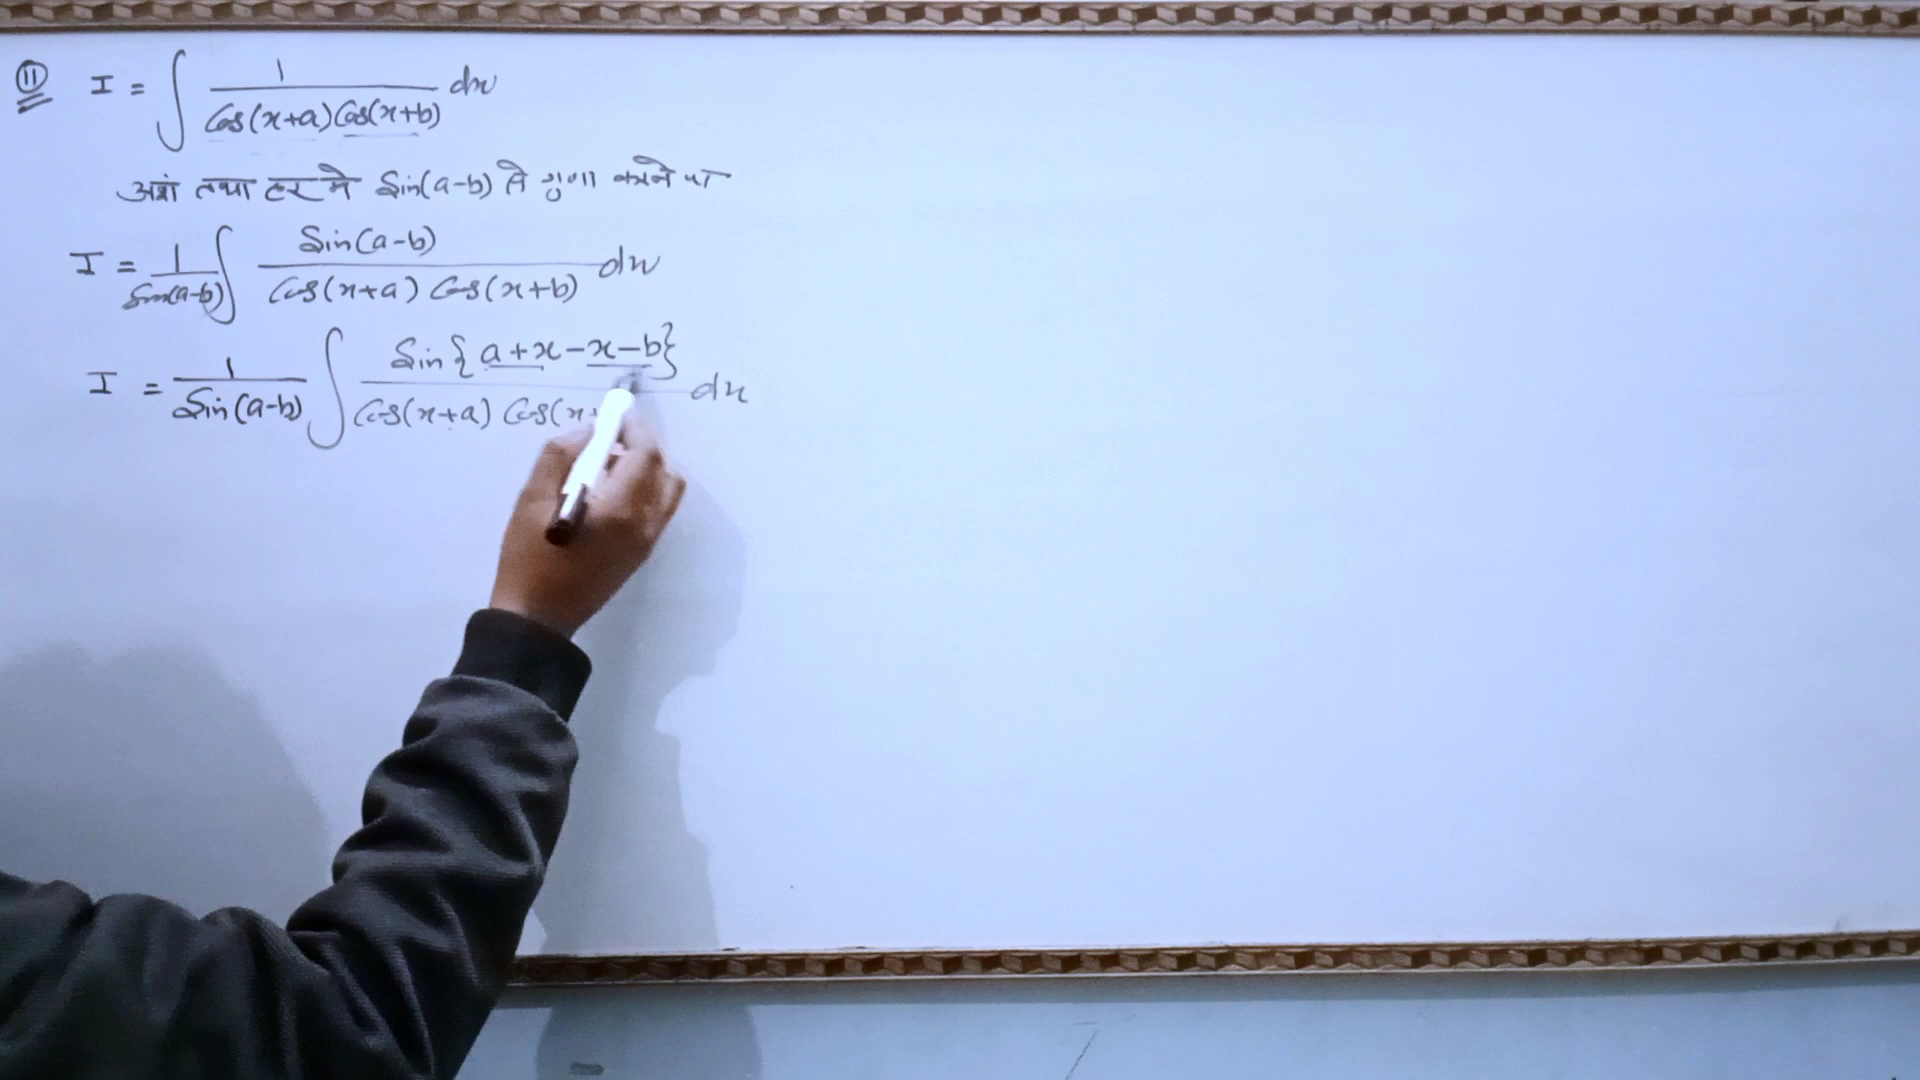 11 I = ∫ 1 / Cos(x+a) Cos(x+b) dx
अशं तथा हर मे Sin(a-b) से गुणा करने पर
I = 1/Sin(a-b) ∫ Sin(a-b) / Cos(x+a) Cos(x+b) dx
I = 1/Sin(a-b) ∫ Sin{a+x-x-b} / Cos(x+a) Cos(x+ dx